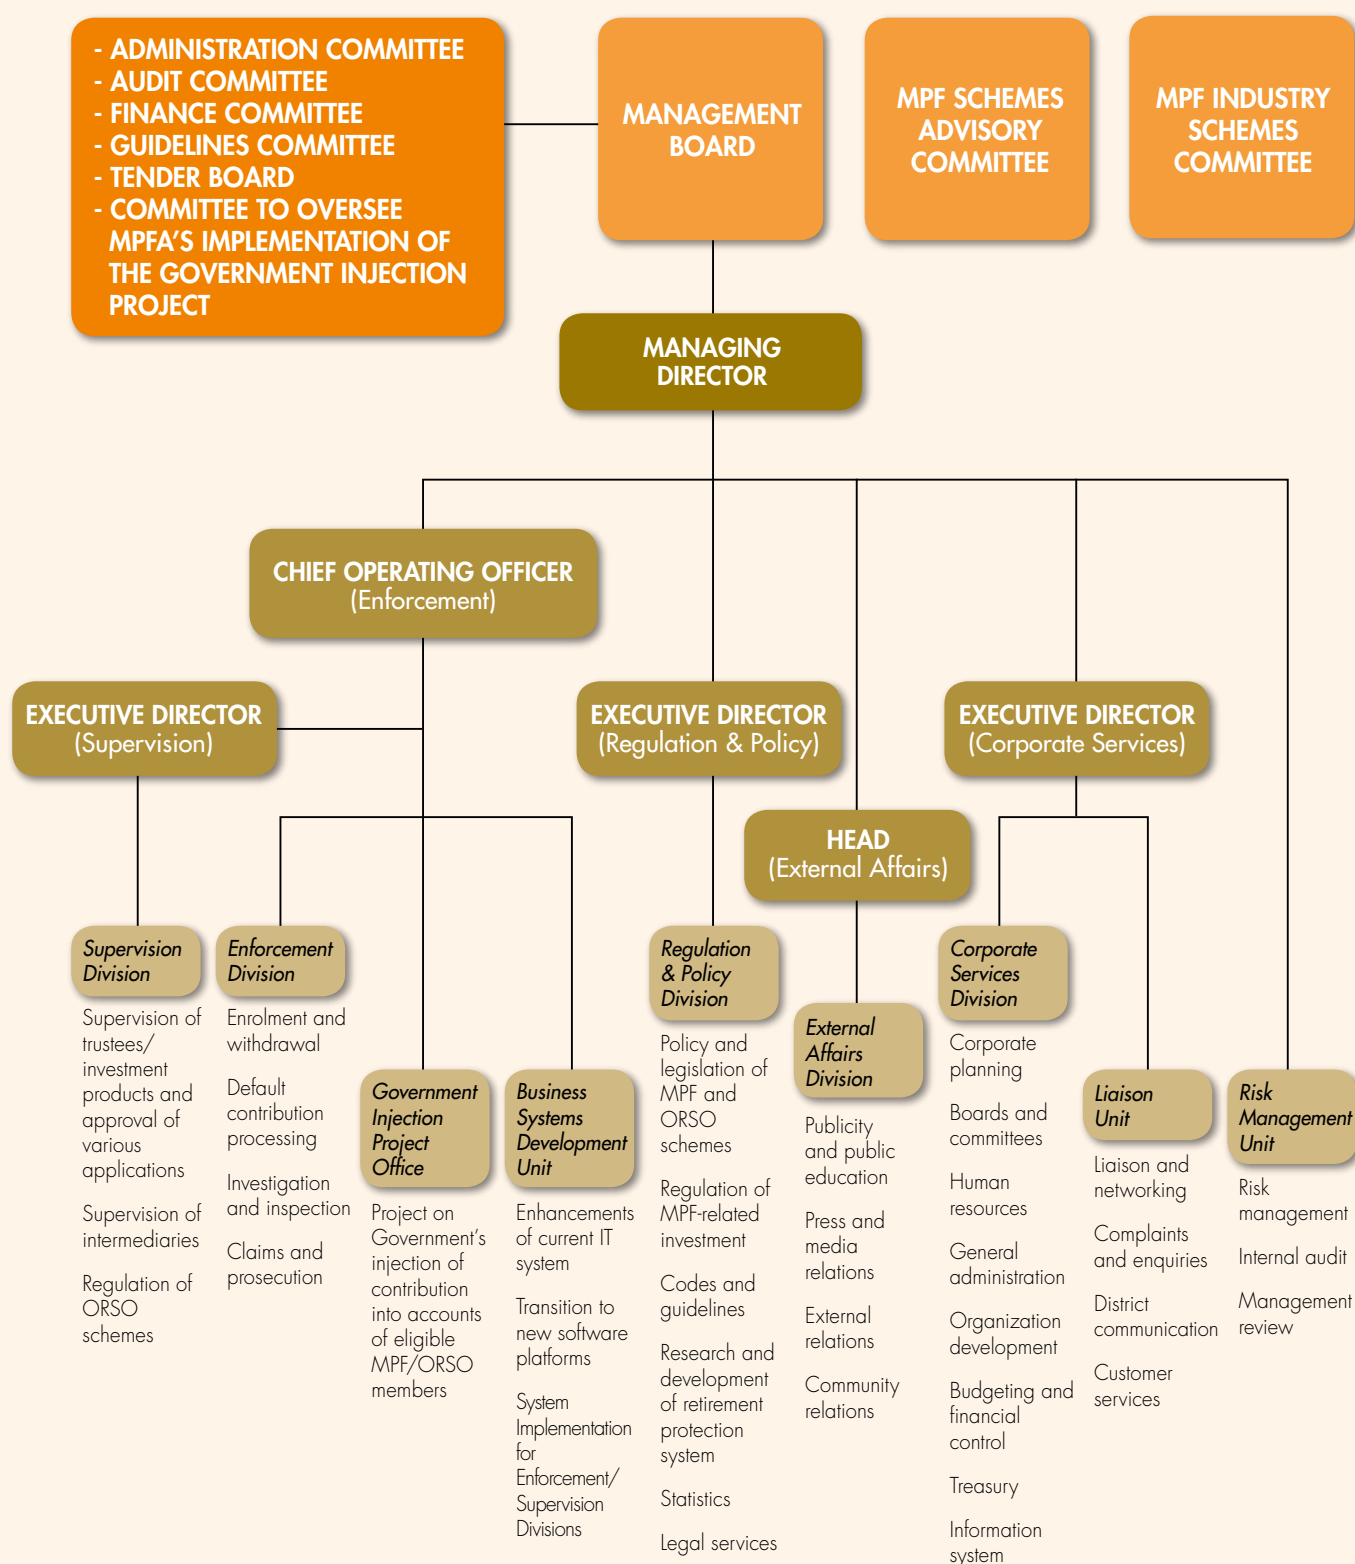 - ADMINISTRATION COMMITTEE
- AUDIT COMMITTEE
- FINANCE COMMITTEE
- GUIDELINES COMMITTEE
- TENDER BOARD
- COMMITTEE TO OVERSEE
MPFA'S IMPLEMENTATION OF
THE GOVERNMENT INJECTION
PROJECT
MANAGEMENT
BOARD
MPF SCHEMES
ADVISORY
COMMITTEE
MPF INDUSTRY
SCHEMES
COMMITTEE
MANAGING
DIRECTOR
CHIEF OPERATING OFFICER
(Enforcement)
EXECUTIVE DIRECTOR
(Supervision)
EXECUTIVE DIRECTOR
(Regulation & Policy)
EXECUTIVE DIRECTOR
(Corporate Services)
HEAD
(External Affairs)
Supervision
Division
Supervision of
trustees/
investment
products and
approval of
various
applications
Supervision of
intermediaries
Regulation of
ORSO
schemes
Enforcement
Division
Enrolment and
withdrawal
Default
contribution
processing
Investigation
and inspection
Claims and
prosecution
Government
Injection
Project
Office
Project on
Government's
injection of
contribution
into accounts
of eligible
MPF/ORSO
members
Business
Systems
Development
Unit
Enhancements
of current IT
system
Transition to
new software
platforms
System
Implementation
for
Enforcement/
Supervision
Divisions
Regulation
& Policy
Division
Policy and
legislation of
MPF and
ORSO
schemes
Regulation of
MPF-related
investment
Codes and
guidelines
Research and
development
of retirement
protection
system
Statistics
Legal services
External
Affairs
Division
Publicity
and public
education
Press and
media
relations
External
relations
Community
relations
Corporate
Services
Division
Corporate
planning
Boards and
committees
Human
resources
General
administration
Organization
development
Budgeting and
financial
control
Treasury
Information
system
Liaison
Unit
Liaison and
networking
Complaints
and enquiries
District
communication
Customer
services
Risk
Management
Unit
Risk
management
Internal audit
Management
review